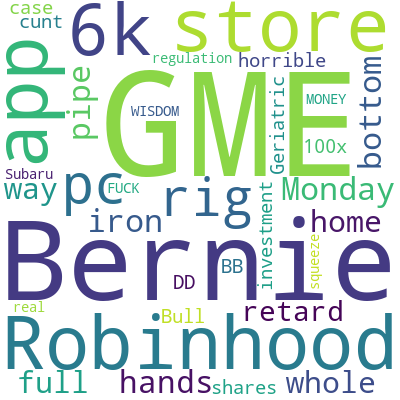 case
cunt
6k
store
regulation
horrible
app
pipe
GME
WISDOM
Geriatric
MONEY
100x
bottom
Subaru
way
pc
FUCK
rig
Monday
iron
investment
home
Bernie
DD
BB
squeeze
real
Bull
retard
Robinhood
full
hands
shares
whole